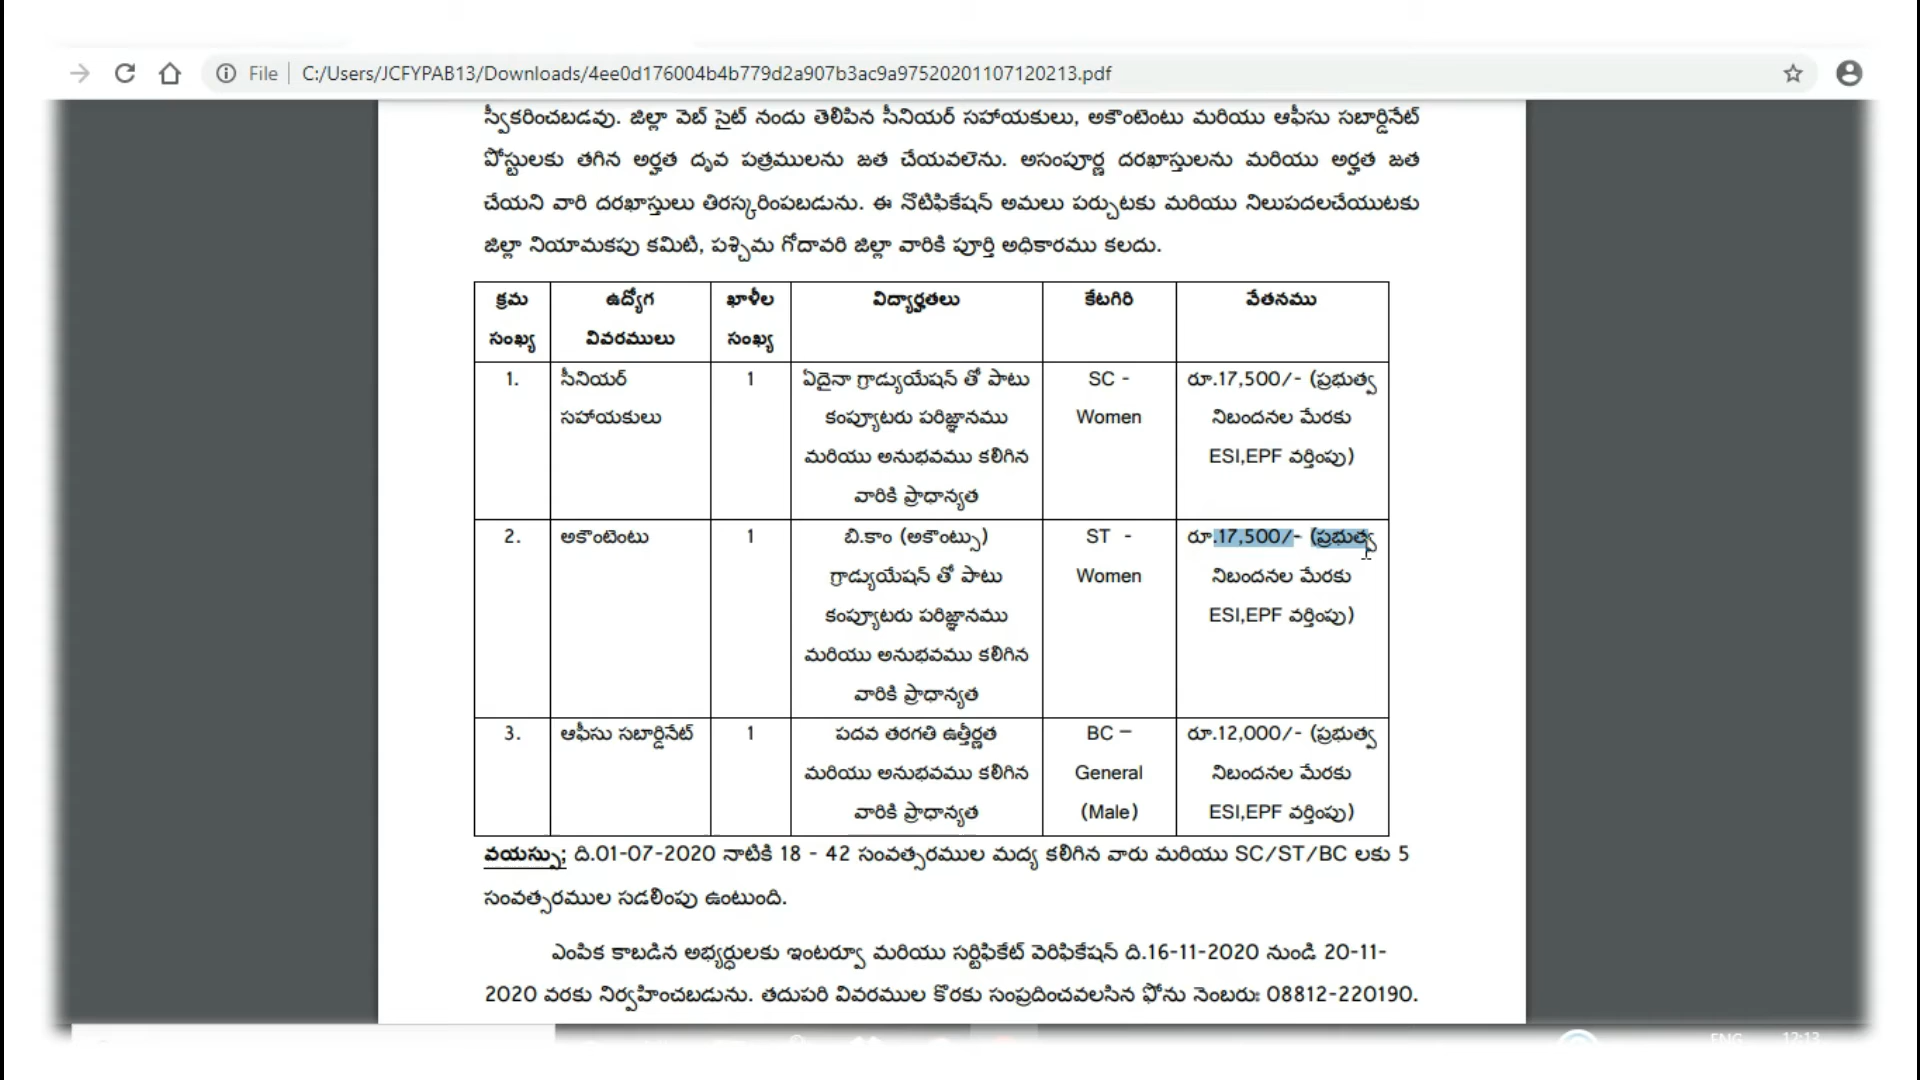 File | C:/Users/JCFYPAB13/Downloads/4ee0d176004b4b779d2a907b3ac9a97520201107120213.pdf
స్వీకరించబడవు. జిల్లా వెబ్ సైట్ నందు తెలిపిన సీనియర్ సహాయకులు, అకౌంటెంటు మరియు ఆఫీసు సబార్డినేట్
పోస్టులకు తగిన అర్హత దృవ పత్రములను జత చేయవలెను. అసంపూర్ణ దరఖాస్తులను మరియు అర్హత జత
చేయని వారి దరఖాస్తులు తిరస్కరింపబడును. ఈ నొటిఫికేషన్ అమలు పర్చుటకు మరియు నిలుపదలచేయుటకు
జిల్లా నియామకపు కమిటి, పశ్చిమ గోదావరి జిల్లా వారికి పూర్తి అధికారము కలదు.
క్రమ సంఖ్య
ఉద్యోగ వివరములు
ఖాళీల సంఖ్య
విద్యార్హతలు
కేటగిరి
వేతనము
1.
సీనియర్
సహాయకులు
1
ఏదైనా గ్రాడ్యుయేషన్ తో పాటు
కంప్యూటరు పరిజ్ఞానము
మరియు అనుభవము కలిగిన
వారికి ప్రాధాన్యత
SC -
Women
రూ.17,500/- (ప్రభుత్వ
నిబందనల మేరకు
ESI,EPF వర్తింపు)
2.
అకౌంటెంటు
1
బి.కాం (అకౌంట్సు)
గ్రాడ్యుయేషన్ తో పాటు
కంప్యూటరు పరిజ్ఞానము
మరియు అనుభవము కలిగిన
వారికి ప్రాధాన్యత
ST -
Women
రూ.17,500/- (ప్రభుత్వ
నిబందనల మేరకు
ESI,EPF వర్తింపు)
3.
ఆఫీసు సబార్డినేట్
1
పదవ తరగతి ఉత్తీర్ణత
మరియు అనుభవము కలిగిన
వారికి ప్రాధాన్యత
BC –
General
(Male)
రూ.12,000/- (ప్రభుత్వ
నిబందనల మేరకు
ESI,EPF వర్తింపు)
వయస్సు; ది.01-07-2020 నాటికి 18 - 42 సంవత్సరముల మద్య కలిగిన వారు మరియు SC/ST/BC లకు 5
సంవత్సరముల సడలింపు ఉంటుంది.
ఎంపిక కాబడిన అభ్యర్ధులకు ఇంటర్వూ మరియు సర్టిఫికేట్ వెరిఫికేషన్ ది.16-11-2020 నుండి 20-11-
2020 వరకు నిర్వహించబడును. తదుపరి వివరముల కొరకు సంప్రదించవలసిన ఫోను నెంబరుః 08812-220190.
ENG 12:13